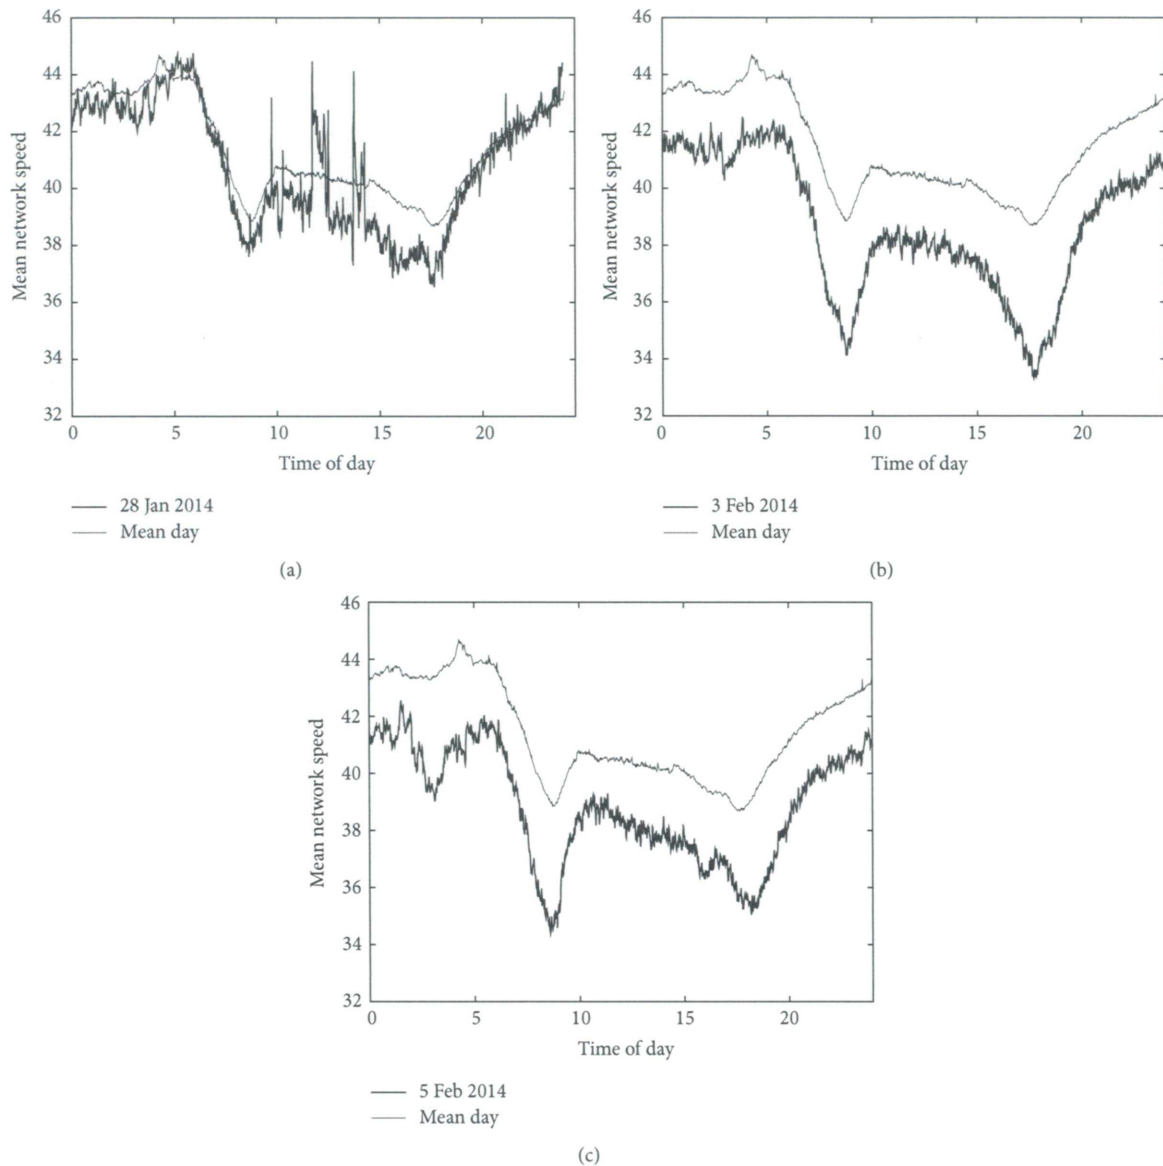 46
44
42
40
38
36
34
32
Mean network speed
0 5 10 15 20
Time of day
28 Jan 2014
Mean day
(a)
46
44
42
40
38
36
34
32
Mean network speed
0 5 10 15 20
Time of day
3 Feb 2014
Mean day
(b)
46
44
42
40
38
36
34
32
Mean network speed
0 5 10 15 20
Time of day
5 Feb 2014
Mean day
(c)